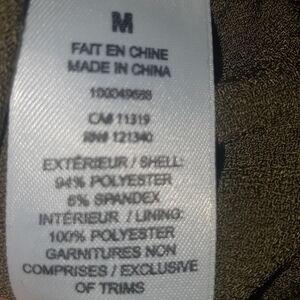 M
FAIT EN CHINE
MADE IN CHINA
100049688
CA# 11319
RN# 121340
EXTÉRIEUR / SHELL:
94% POLYESTER
6% SPANDEX
INTÉRIEUR / LINING:
100% POLYESTER
GARNITURES NON
COMPRISES / EXCLUSIVE
OF TRIMS